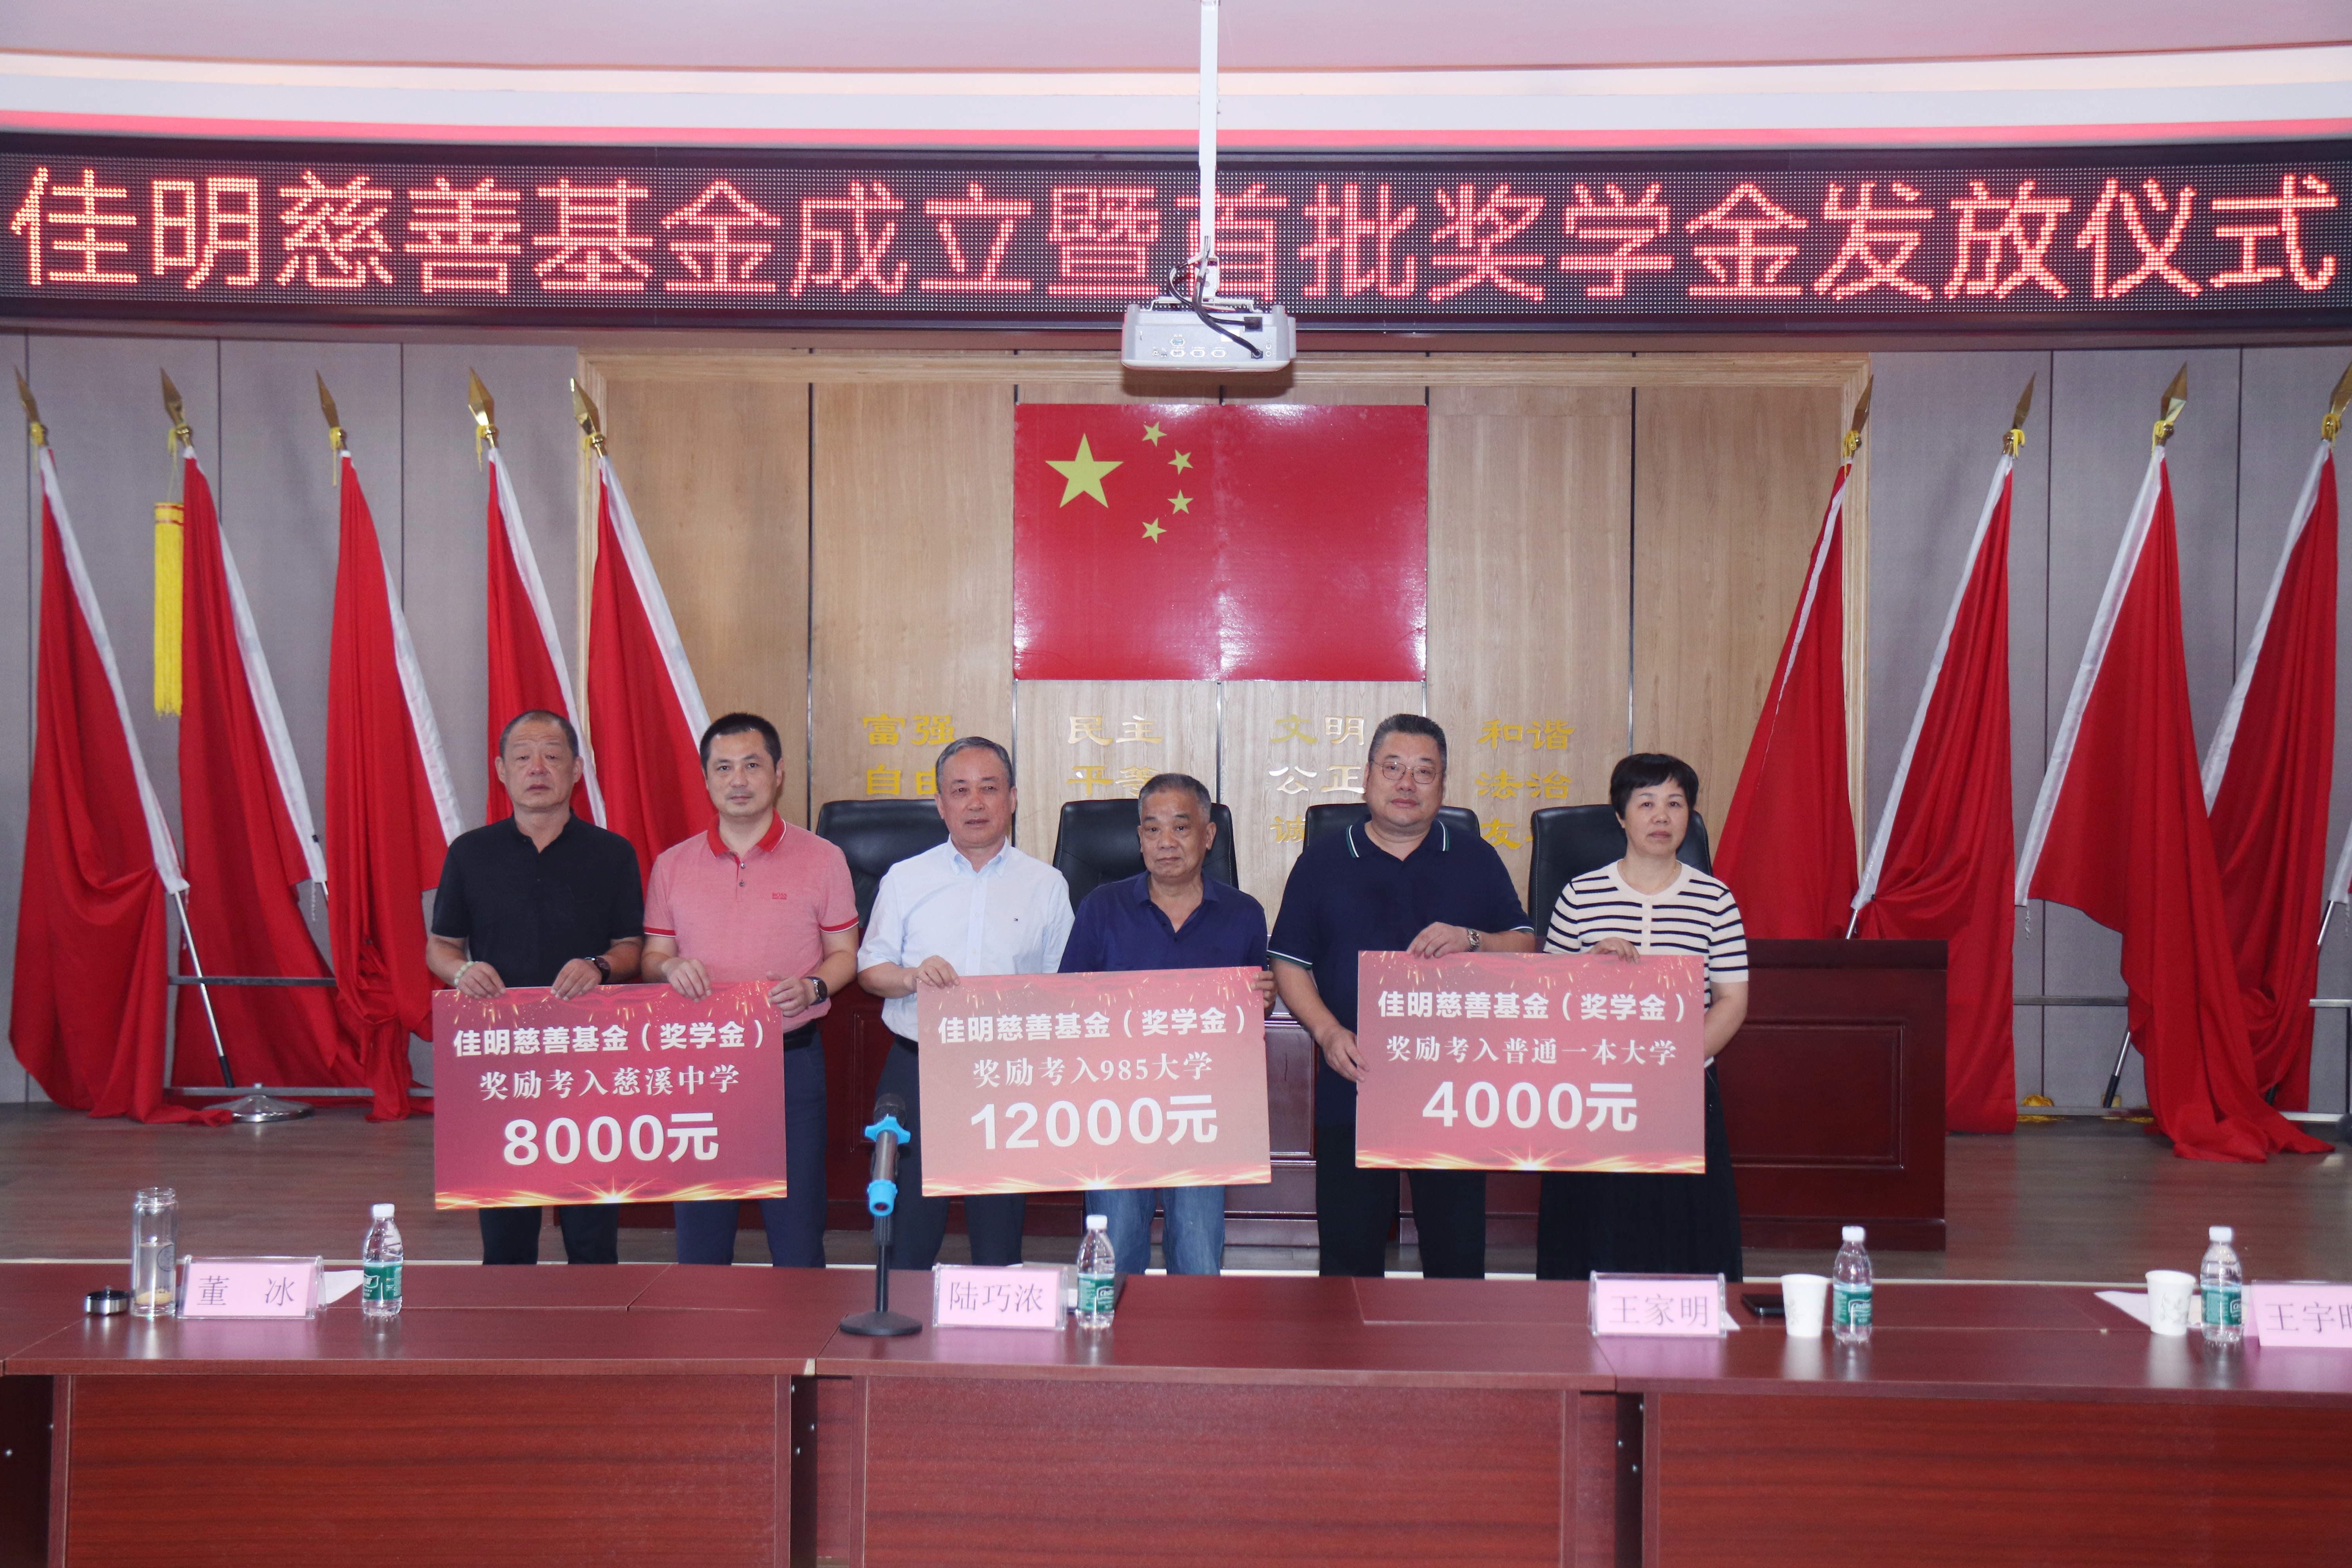 佳明慈善基金成立暨首批奖学金发放仪式
富强 民主 文明 和谐
自由 平等 公正 法治
诚 友
BOSS
佳明慈善基金（奖学金）
奖励考入慈溪中学
8000元
佳明慈善基金（奖学金）
奖励考入985大学
12000元
佳明慈善基金（奖学金）
奖励考入普通一本大学
4000元
董 冰
陆巧浓
王家明
王宇